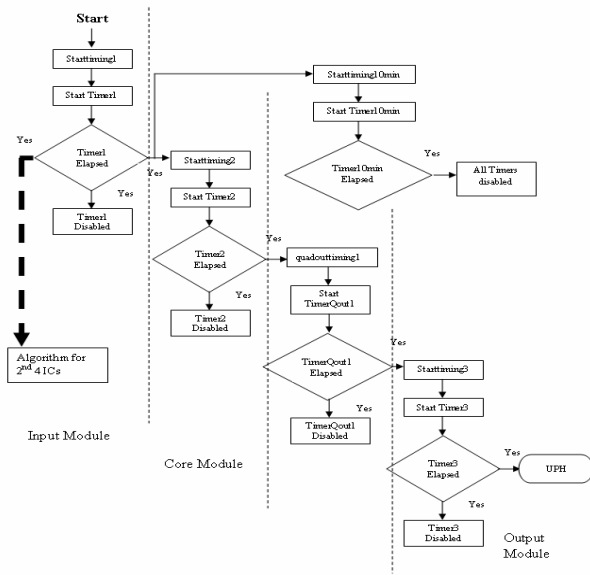 Start
Starttiming1
Start Timer1
Yes
Timer1
Elapsed
Yes
Yes
Timer1
Disabled
Algorithm for
2nd 4 ICs
Input Module
Starttiming10min
Start Timer10min
Timer10min
Elapsed
Yes
All Timers
disabled
Starttiming2
Start Timer2
Timer2
Elapsed
Yes
Yes
Timer2
Disabled
Core Module
quadouttiming1
Start
TimerQout1
TimerQout1
Elapsed
Yes
Yes
TimerQout1
Disabled
Starttiming3
Start Timer3
Timer3
Elapsed
Yes
UPH
Yes
Timer3
Disabled
Output
Module